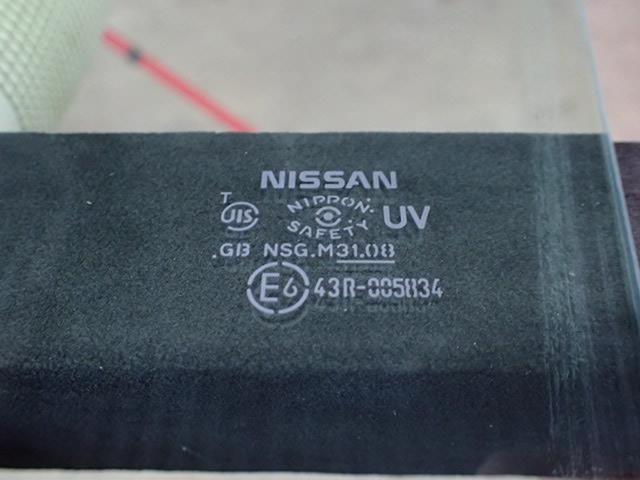 NISSAN
T
JIS NIPPON. SAFETY UV
.GB NSG.M31.08
E6 43R-005834